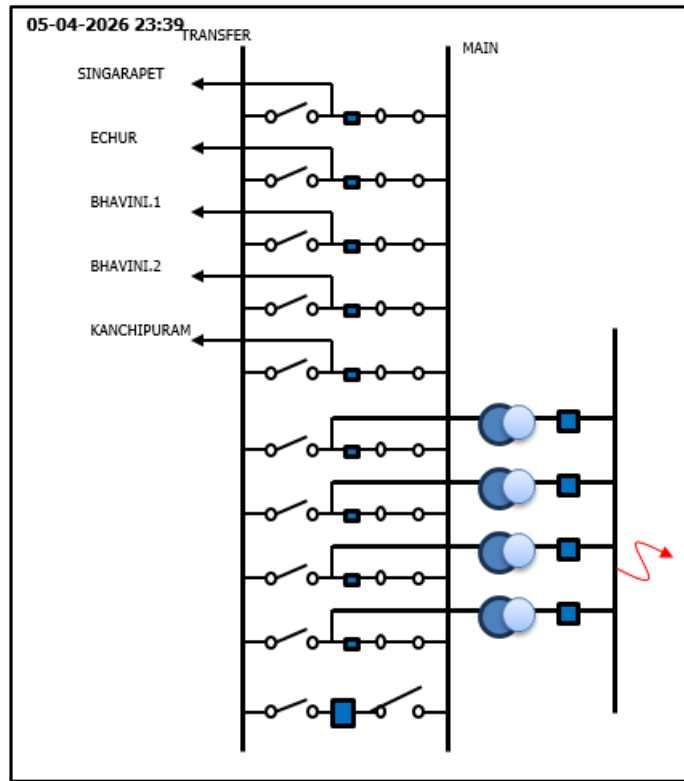 05-04-2026 23:39
TRANSFER
MAIN
SINGARAPET
ECHUR
BHAVINI.1
BHAVINI.2
KANCHIPURAM